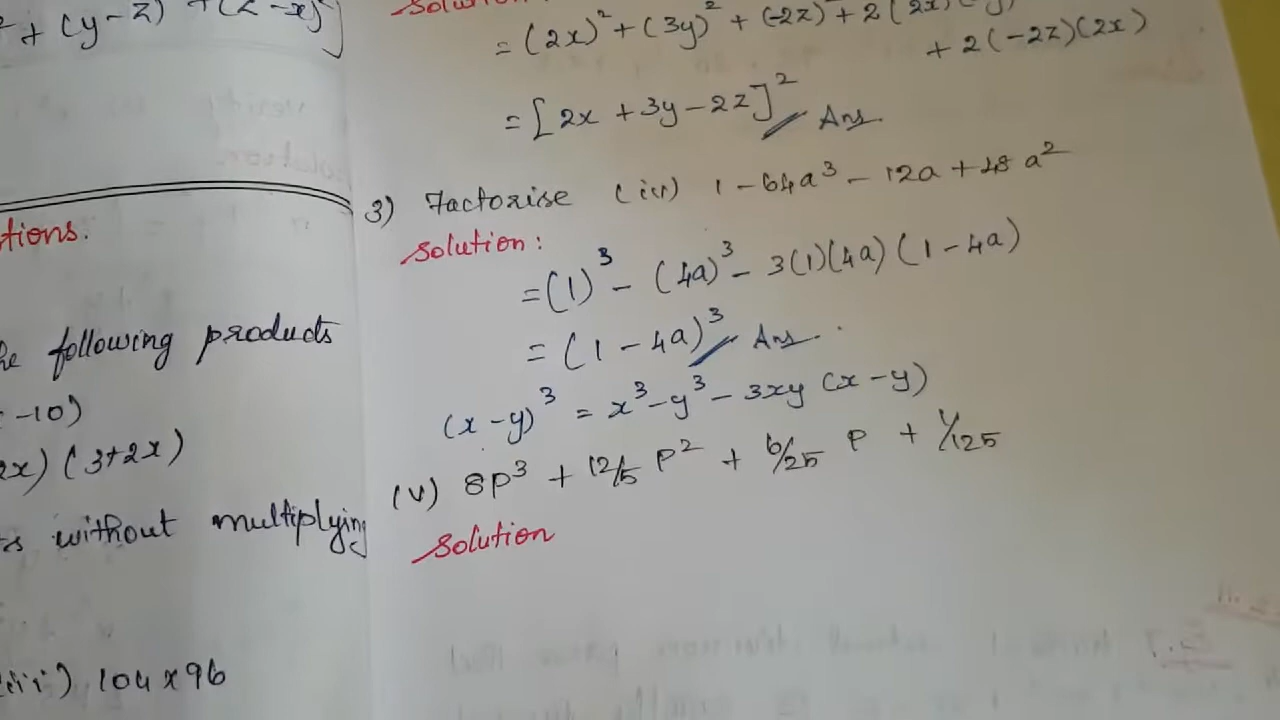 ² + (y-z) + (z-x)]
= (2x)² + (3y)² + (-2z) + 2(2x)
+ 2(-2z)(2x)
= [2x + 3y - 2z]² Ans.
tions.
he following products
-10)
2x) (3+2x)
s without multiplying
(iii) 104 x 96
3) Factorise (iv) 1 - 64a³ - 12a + 48a²
Solution:
= (1)³ - (4a)³ - 3(1)(4a)(1 - 4a)
= (1 - 4a)³ Ans.
(x-y)³ = x³ - y³ - 3xy (x-y)
(v) 8p³ + 12/5 p² + 6/25 p + 1/125
Solution